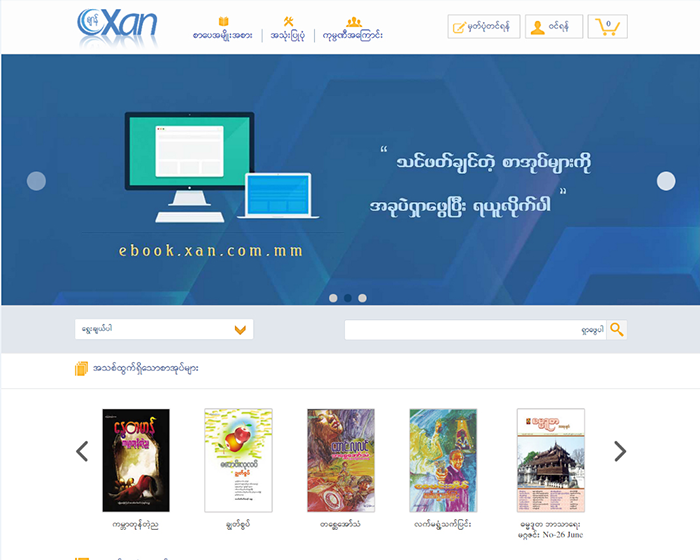 ရှန် Xan
စာပေအမျိုးအစား
အသုံးပြုပုံ
ကုမ္ပဏီအကြောင်း
မှတ်ပုံတင်ရန်
ဝင်ရန်
0
“ သင်ဖတ်ချင်တဲ့ စာအုပ်များကို
အခုပဲရှာဖွေပြီး ရယူလိုက်ပါ ”
ebook.xan.com.mm
ရွေးချယ်ပါ
ရှာဖွေပါ
အသစ်ထွက်ရှိသောစာအုပ်များ
ကမ္ဘာတုန်တဲ့ည
ချွတ်စွပ်
တစ္ဆေအော်သံ
လက်မရွံ့သက်ပြင်း
ဓမ္မဒူတ ဘာသာရေး
မဂ္ဂဇင်း No-26 June